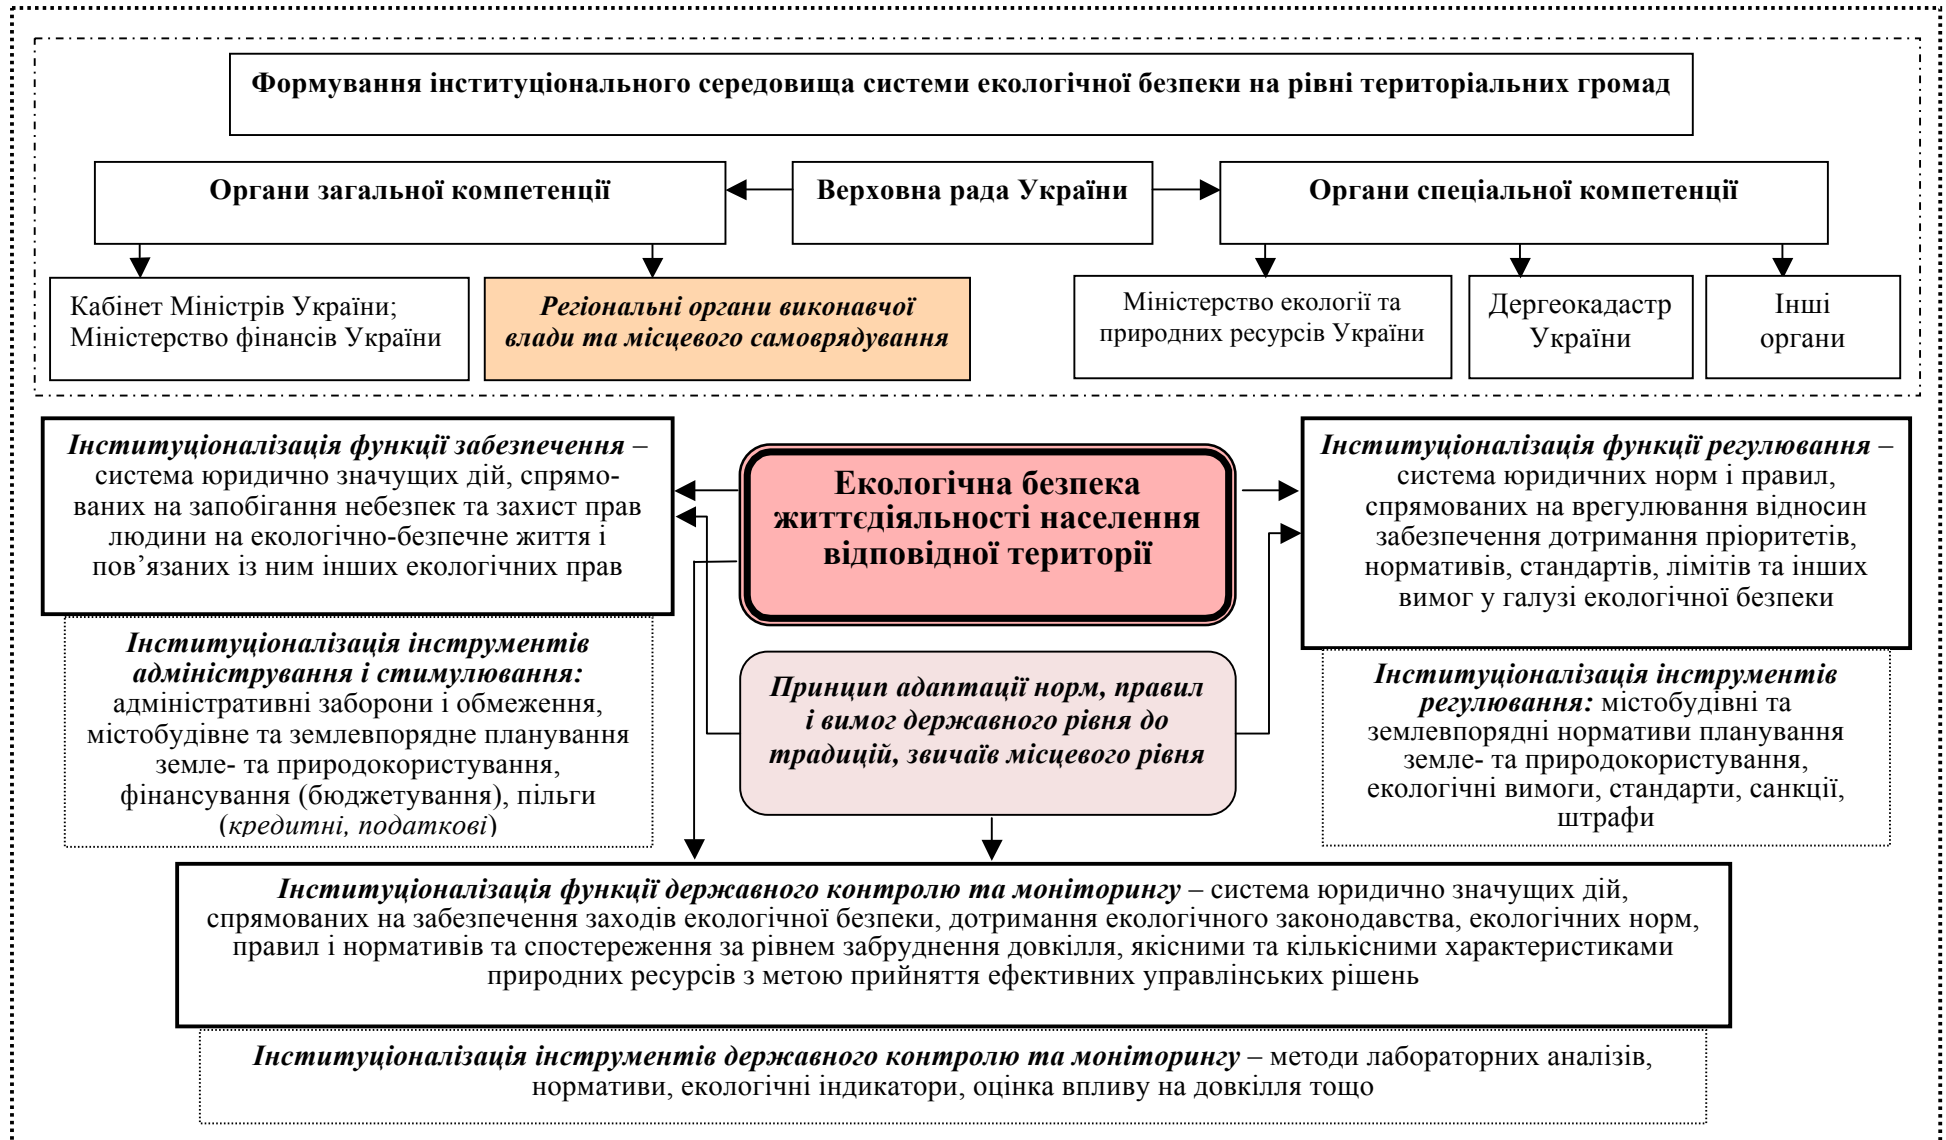 Формування інституціонального середовища системи екологічної безпеки на рівні територіальних громад
Органи загальної компетенції
Верховна рада України
Органи спеціальної компетенції
Кабінет Міністрів України;
Міністерство фінансів України
Регіональні органи виконавчої
влади та місцевого самоврядування
Міністерство екології та
природних ресурсів України
Дергеокадастр
України
Інші
органи
Інституціоналізація функції забезпечення –
система юридично значущих дій, спрямо-
ваних на запобігання небезпек та захист прав
людини на екологічно-безпечне життя і
пов’язаних із ним інших екологічних прав
Екологічна безпека
життєдіяльності населення
відповідної території
Інституціоналізація функції регулювання –
система юридичних норм і правил,
спрямованих на врегулювання відносин
забезпечення дотримання пріоритетів,
нормативів, стандартів, лімітів та інших
вимог у галузі екологічної безпеки
Інституціоналізація інструментів
адміністрування і стимулювання:
адміністративні заборони і обмеження,
містобудівне та землевпорядне планування
земле- та природокористування,
фінансування (бюджетування), пільги
(кредитні, податкові)
Принцип адаптації норм, правил
і вимог державного рівня до
традицій, звичаїв місцевого рівня
Інституціоналізація інструментів
регулювання: містобудівні та
землевпорядні нормативи планування
земле- та природокористування,
екологічні вимоги, стандарти, санкції,
штрафи
Інституціоналізація функції державного контролю та моніторингу – система юридично значущих дій,
спрямованих на забезпечення заходів екологічної безпеки, дотримання екологічного законодавства, екологічних норм,
правил і нормативів та спостереження за рівнем забруднення довкілля, якісними та кількісними характеристиками
природних ресурсів з метою прийняття ефективних управлінських рішень
Інституціоналізація інструментів державного контролю та моніторингу – методи лабораторних аналізів,
нормативи, екологічні індикатори, оцінка впливу на довкілля тощо